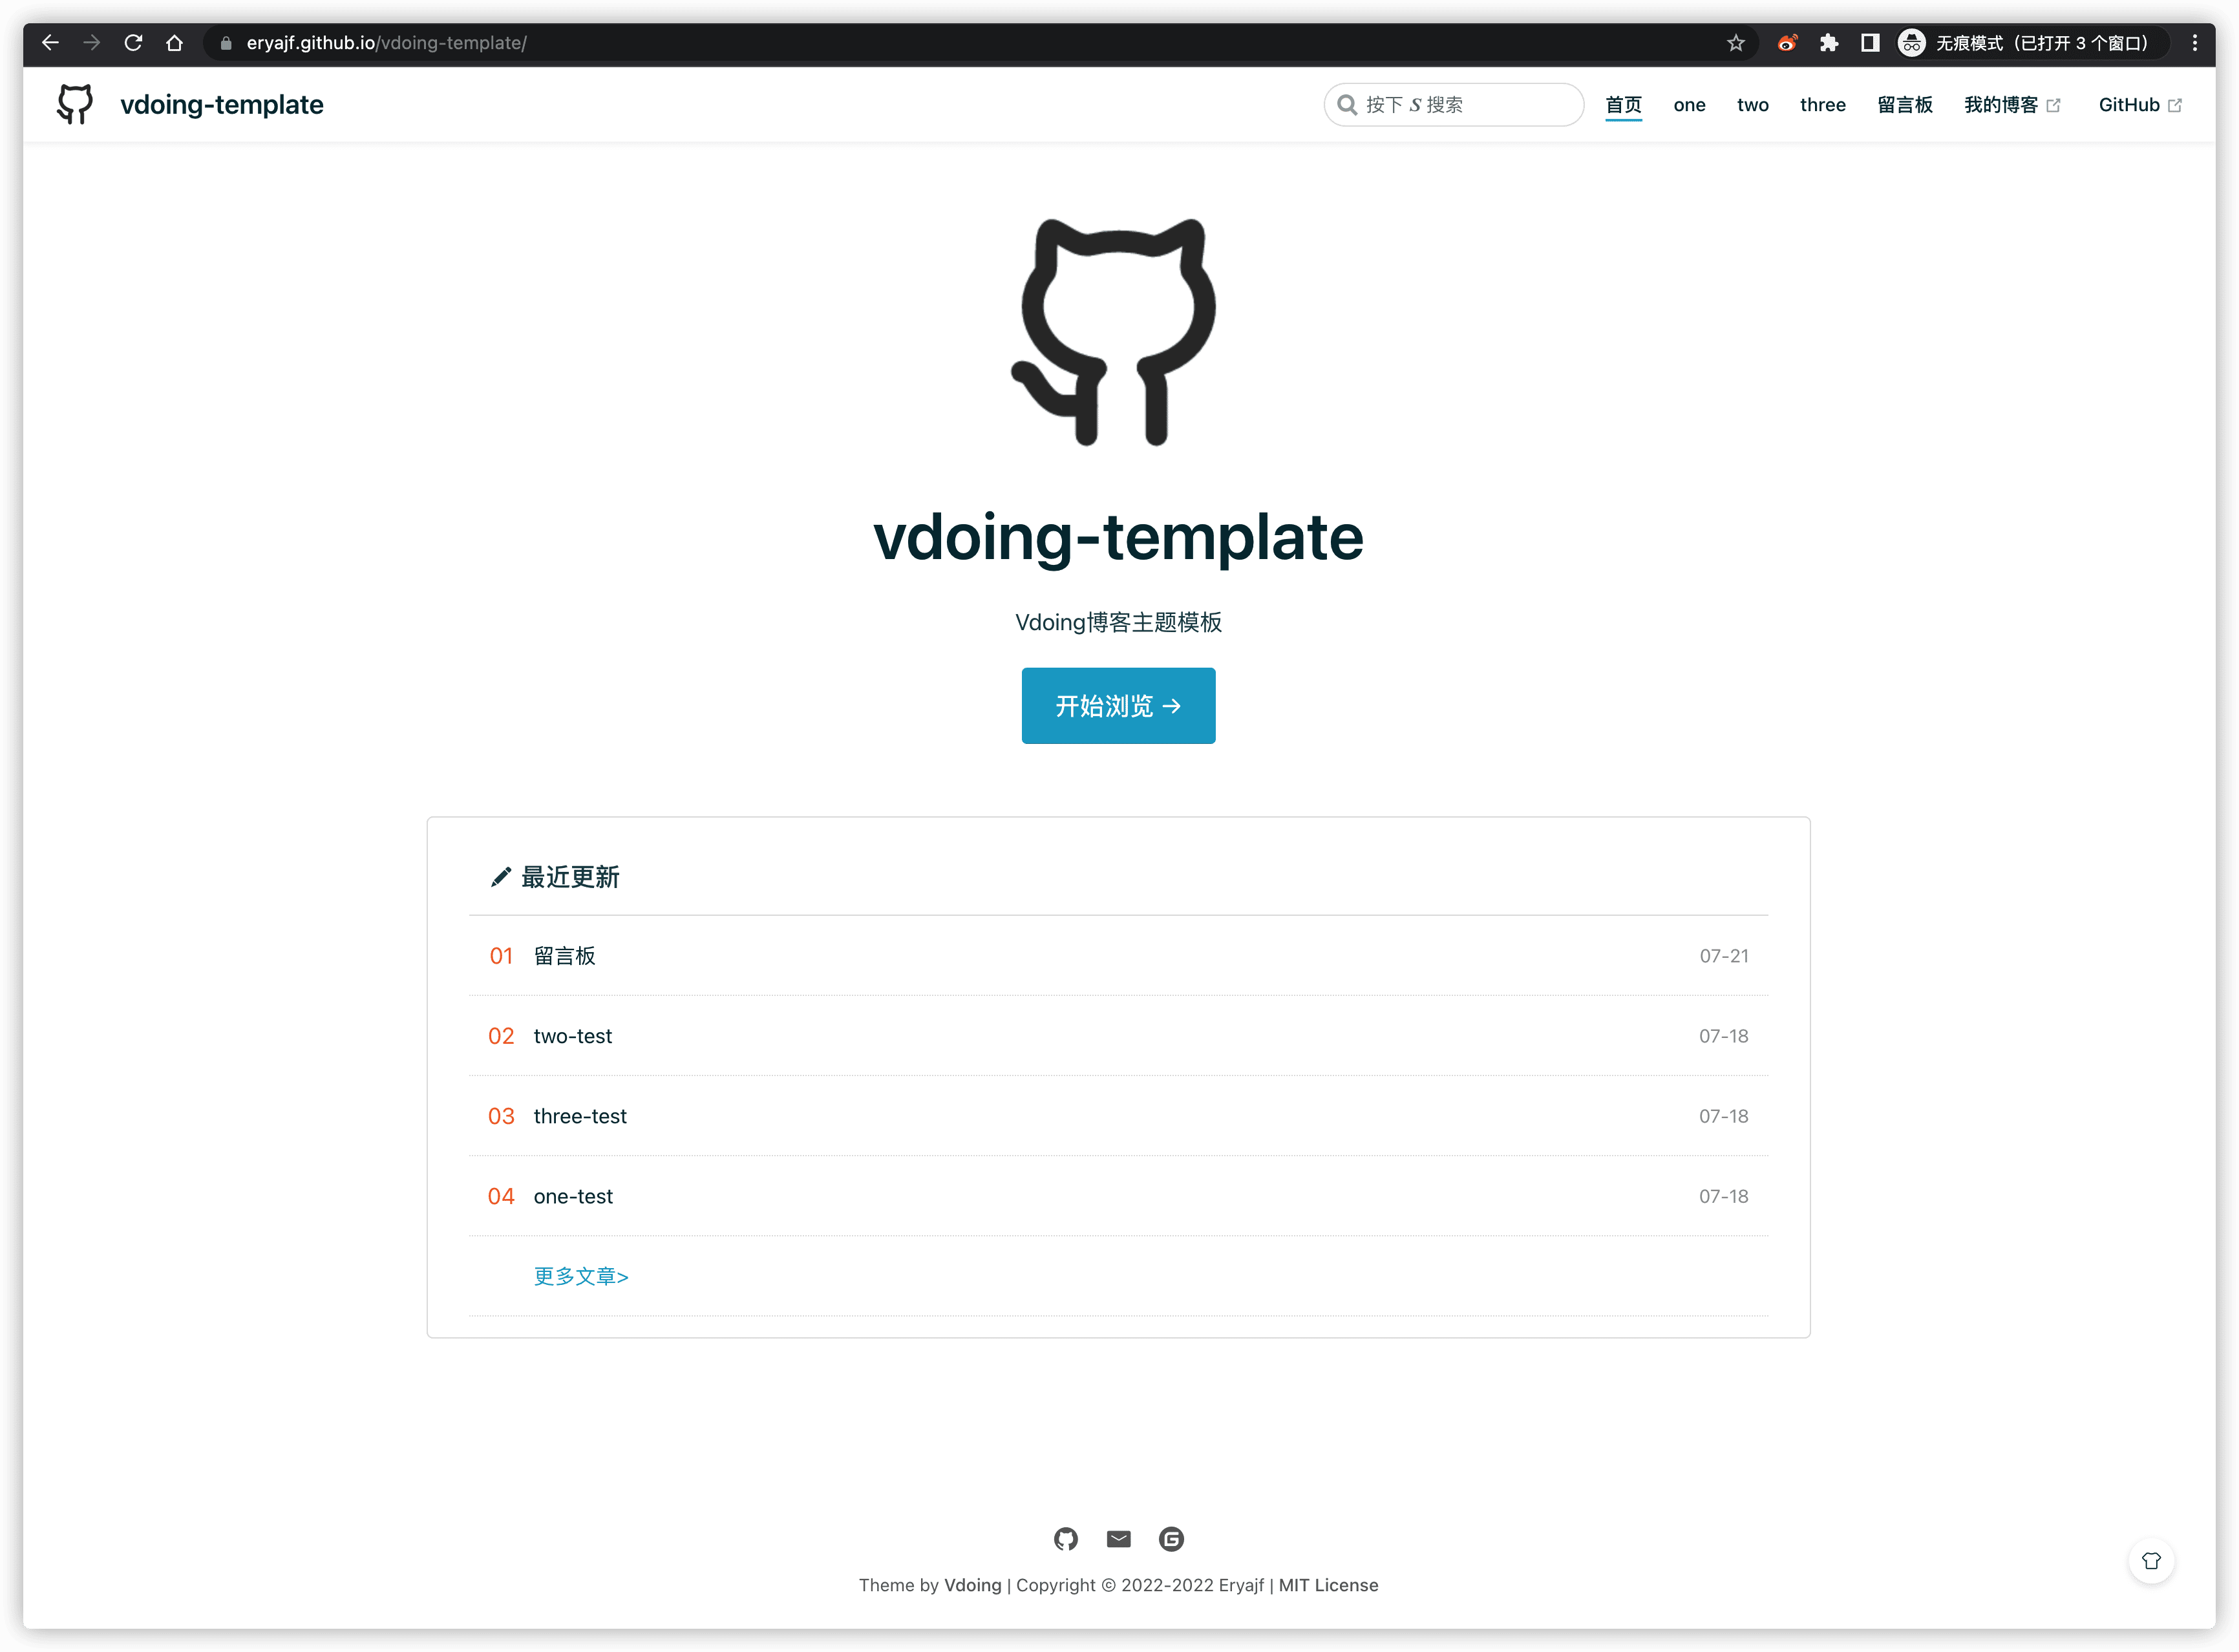 eryajf.github.io/vdoing-template/
无痕模式（已打开 3 个窗口）
vdoing-template
按下 S 搜索
首页 one two three 留言板 我的博客 GitHub
vdoing-template
Vdoing博客主题模板
开始浏览 →
最近更新
01 留言板 07-21
02 two-test 07-18
03 three-test 07-18
04 one-test 07-18
更多文章>
Theme by Vdoing | Copyright © 2022-2022 Eryajf | MIT License